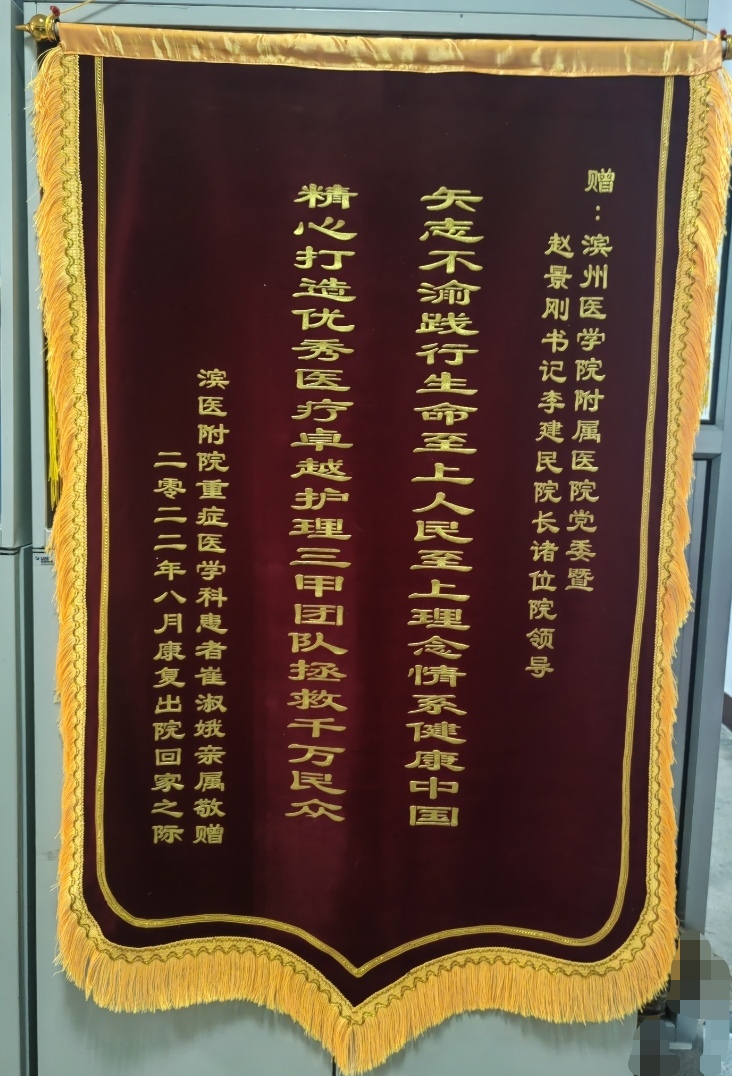 赠：滨州医学院附属医院党委暨
赵景刚书记李建民院长诸位院领导
矢志不渝践行生命至上人民至上理念情系健康中国
精心打造优秀医疗卓越护理三甲团队拯救千万民众
滨医附院重症医学科患者崔淑娥亲属敬赠
二零二二年八月康复出院回家之际